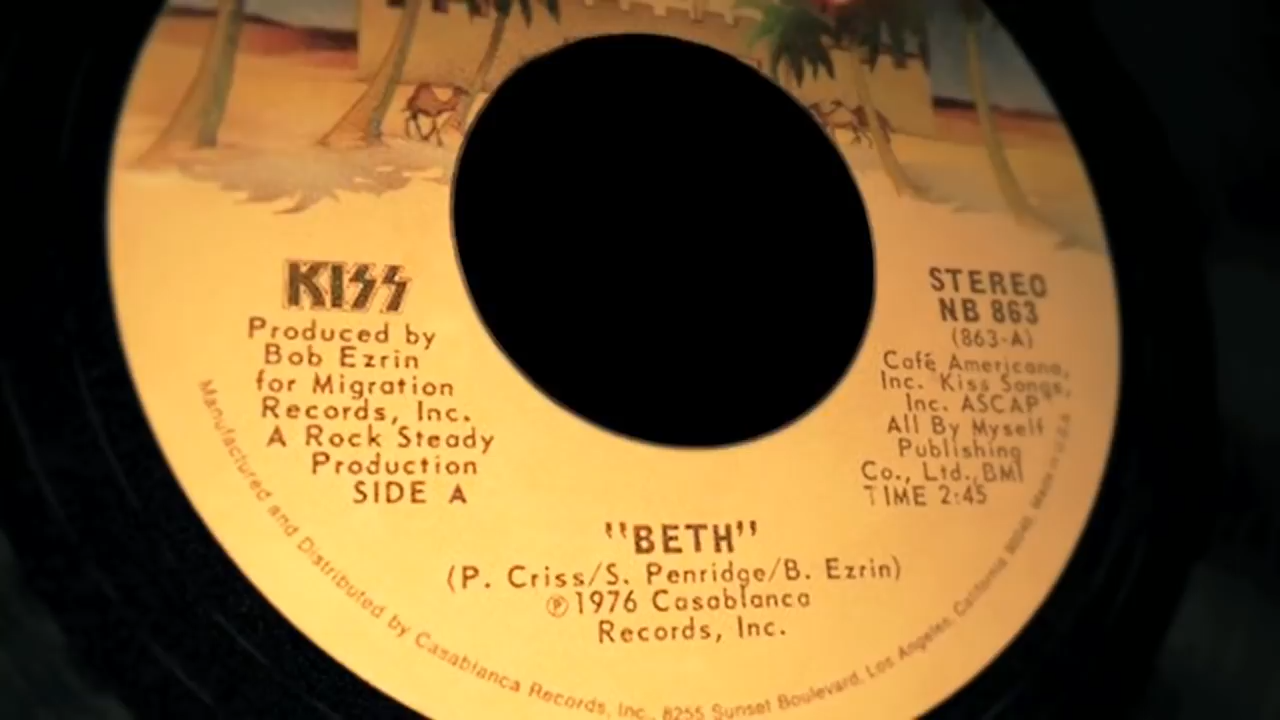 KISS
Produced by
Bob Ezrin
for Migration
Records, Inc.
A Rock Steady
Production
SIDE A
STEREO
NB 863
(863-A)
Café Americana,
Inc. Kiss Songs,
Inc. ASCAP
All By Myself
Publishing
Co., Ltd., BMI
TIME 2:45
"BETH"
(P. Criss/S. Penridge/B. Ezrin)
℗1976 Casablanca
Records, Inc.
Manufactured and Distributed by Casablanca Records, Inc., 8255 Sunset Boulevard, Los Angeles, California Made in U.S.A.